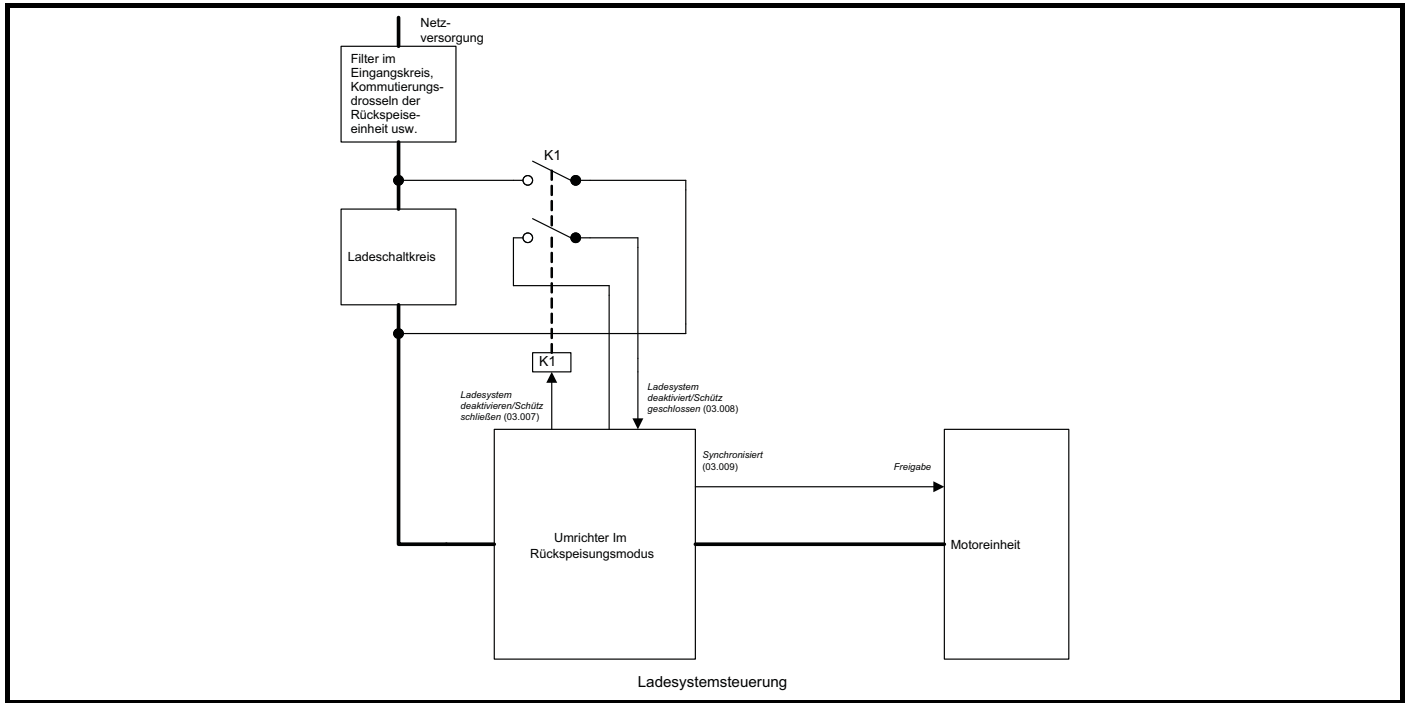 Netz-
versorgung
Filter im
Eingangskreis,
Kommutierungs-
drosseln der
Rückspeise-
einheit usw.
K1
Ladeschaltkreis
K1
Ladesystem
deaktivieren/Schütz
schließen (03.007)
Ladesystem
deaktiviert/Schütz
geschlossen (03.008)
Synchronisiert
(03.009)
Freigabe
Umrichter Im
Rückspeisungsmodus
Motoreinheit
Ladesystemsteuerung